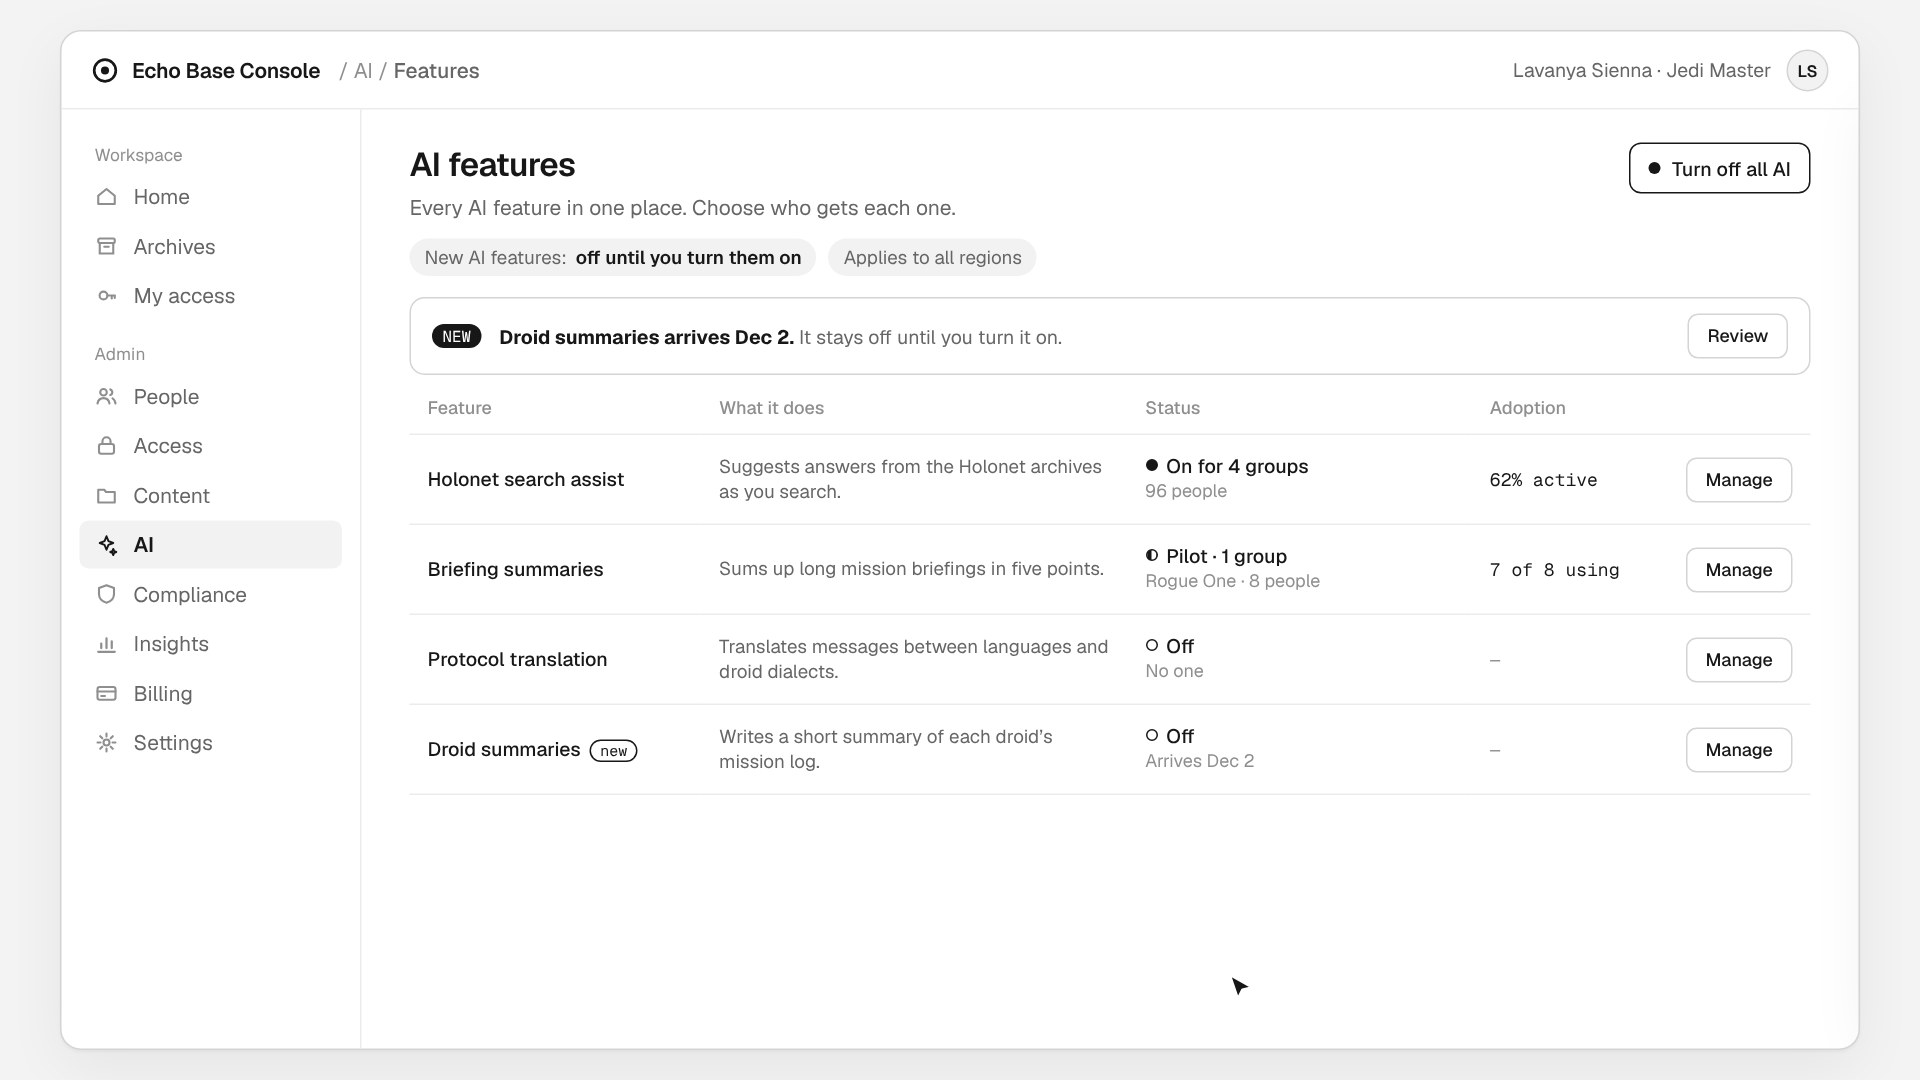 Echo Base Console / AI / Features
Lavanya Sienna · Jedi Master LS
Workspace
Home
Archives
My access
Admin
People
Access
Content
AI
Compliance
Insights
Billing
Settings
AI features
Turn off all AI
Every AI feature in one place. Choose who gets each one.
New AI features: off until you turn them on
Applies to all regions
NEW Droid summaries arrives Dec 2. It stays off until you turn it on.
Review
Feature What it does Status Adoption
Holonet search assist
Suggests answers from the Holonet archives
as you search.
On for 4 groups
96 people
62% active
Manage
Briefing summaries
Sums up long mission briefings in five points.
Pilot · 1 group
Rogue One · 8 people
7 of 8 using
Manage
Protocol translation
Translates messages between languages and
droid dialects.
Off
No one
–
Manage
Droid summaries new
Writes a short summary of each droid’s
mission log.
Off
Arrives Dec 2
–
Manage